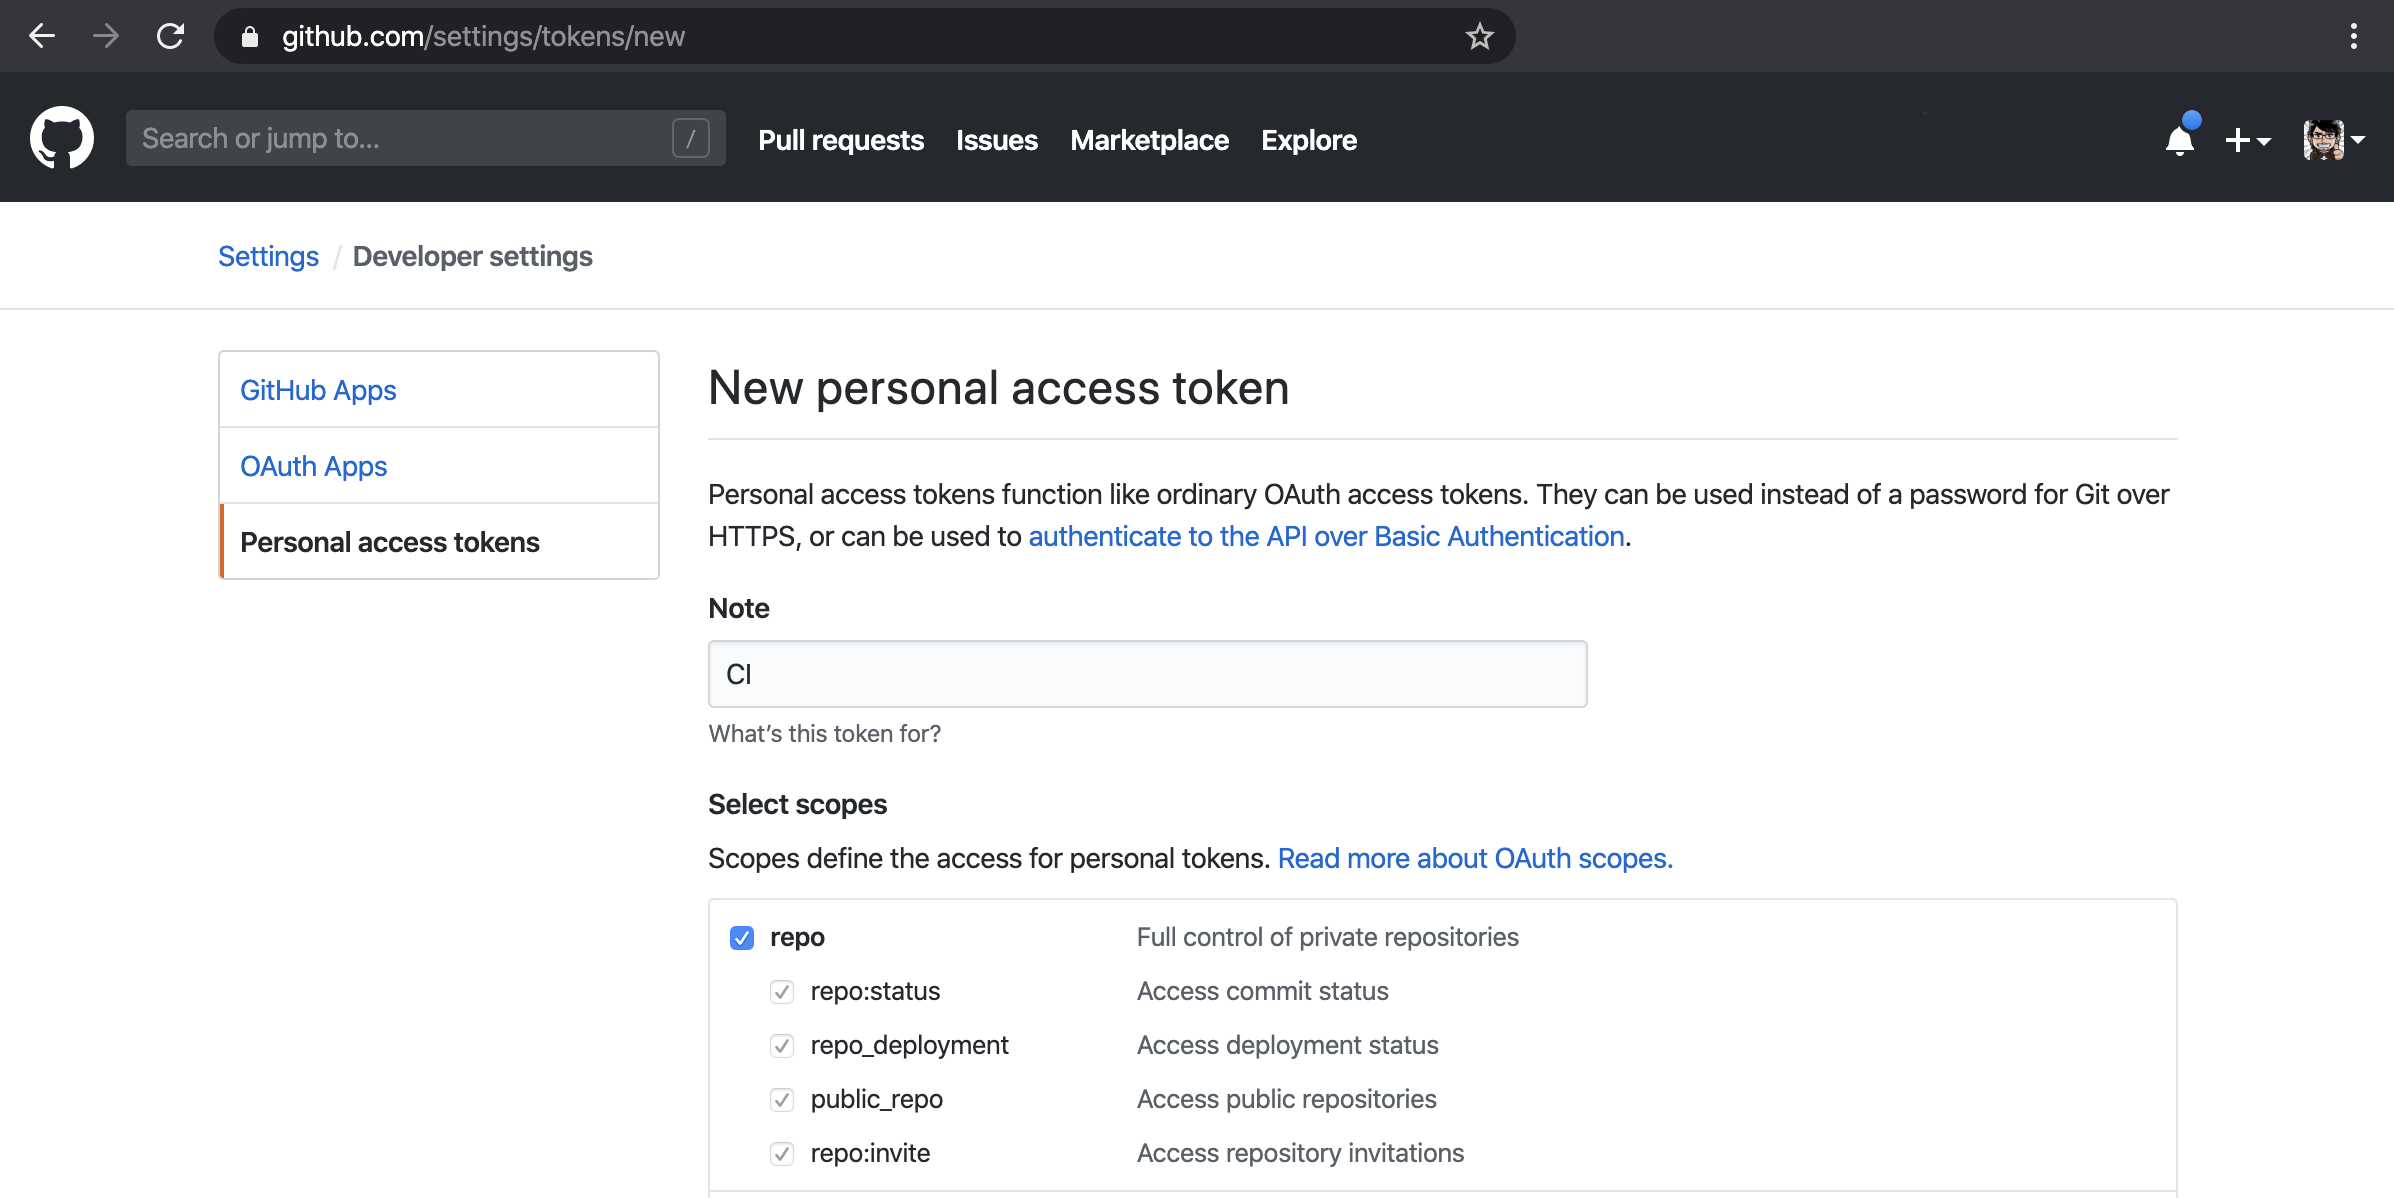 github.com/settings/tokens/new
Search or jump to... /
Pull requests Issues Marketplace Explore
Settings / Developer settings
GitHub Apps
OAuth Apps
Personal access tokens
New personal access token
Personal access tokens function like ordinary OAuth access tokens. They can be used instead of a password for Git over
HTTPS, or can be used to authenticate to the API over Basic Authentication.
Note
CI
What's this token for?
Select scopes
Scopes define the access for personal tokens. Read more about OAuth scopes.
repo Full control of private repositories
repo:status Access commit status
repo_deployment Access deployment status
public_repo Access public repositories
repo:invite Access repository invitations